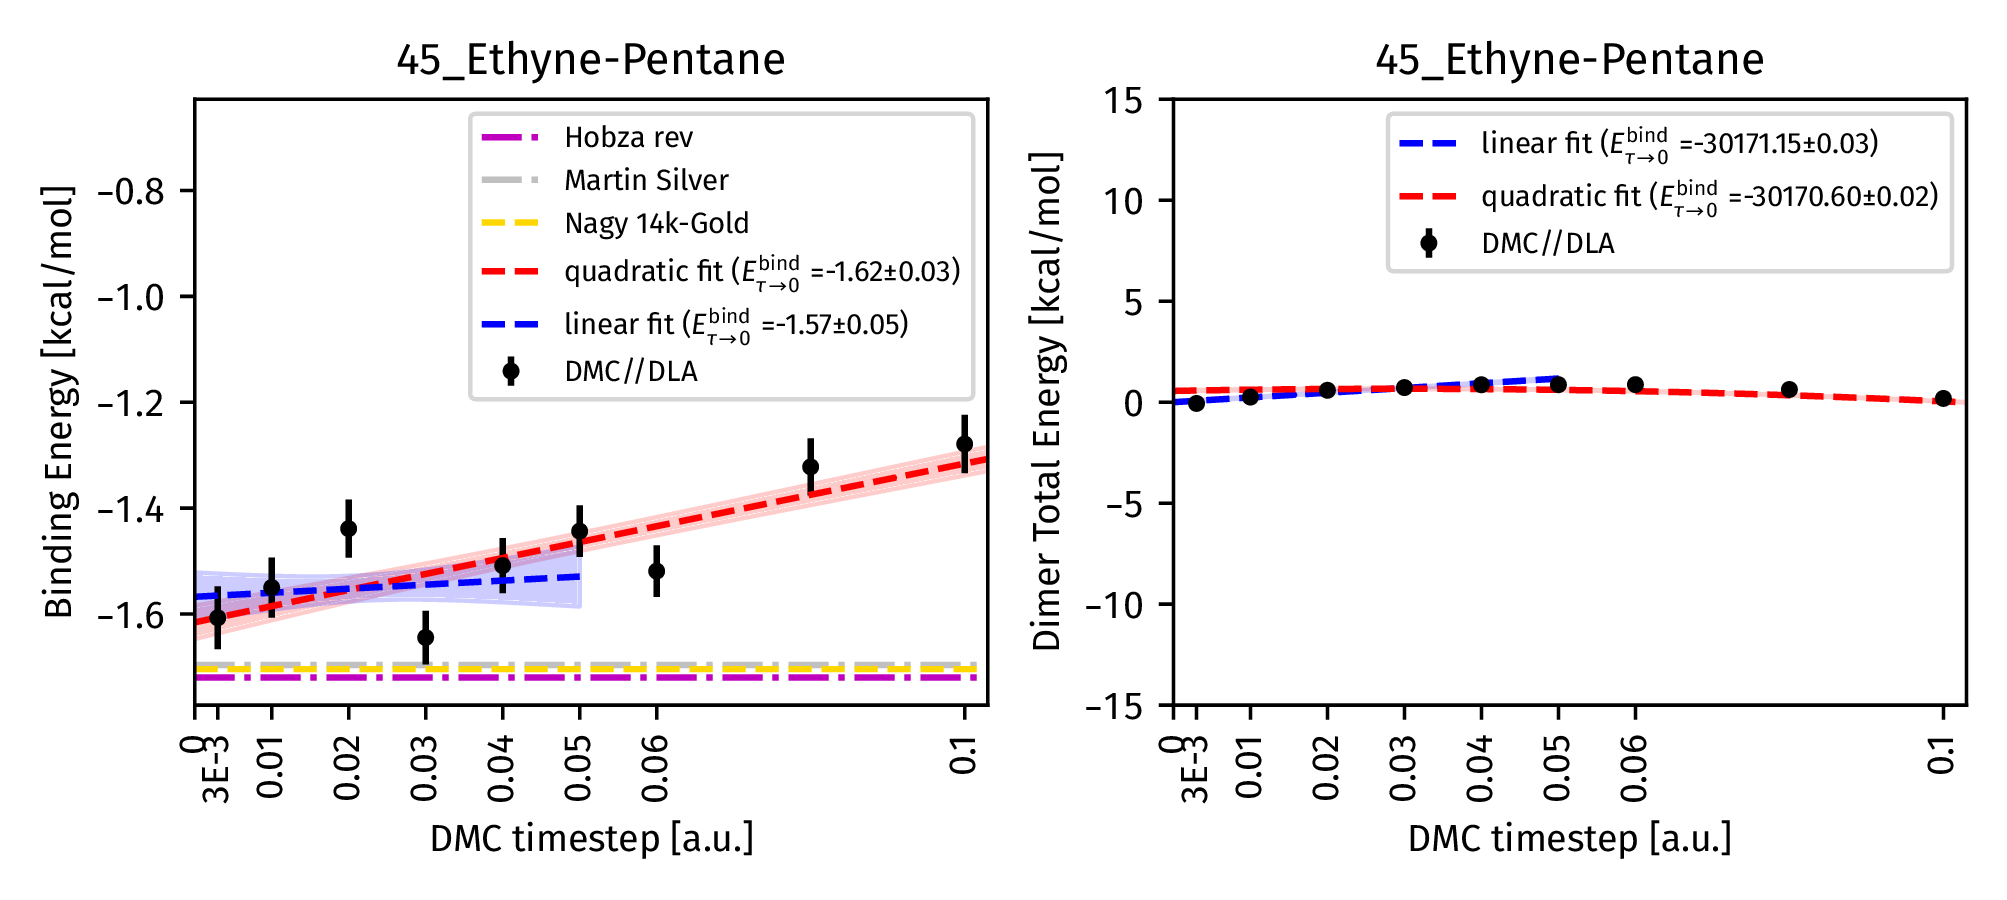 45_Ethyne-Pentane
Binding Energy [kcal/mol]
−0.8
−1.0
−1.2
−1.4
−1.6
Hobza rev
Martin Silver
Nagy 14k-Gold
quadratic fit (E^bind_τ→0 =-1.62±0.03)
linear fit (E^bind_τ→0 =-1.57±0.05)
DMC//DLA
0
3E-3
0.01
0.02
0.03
0.04
0.05
0.06
0.1
DMC timestep [a.u.]
45_Ethyne-Pentane
Dimer Total Energy [kcal/mol]
15
10
5
0
−5
−10
−15
linear fit (E^bind_τ→0 =-30171.15±0.03)
quadratic fit (E^bind_τ→0 =-30170.60±0.02)
DMC//DLA
0
3E-3
0.01
0.02
0.03
0.04
0.05
0.06
0.1
DMC timestep [a.u.]